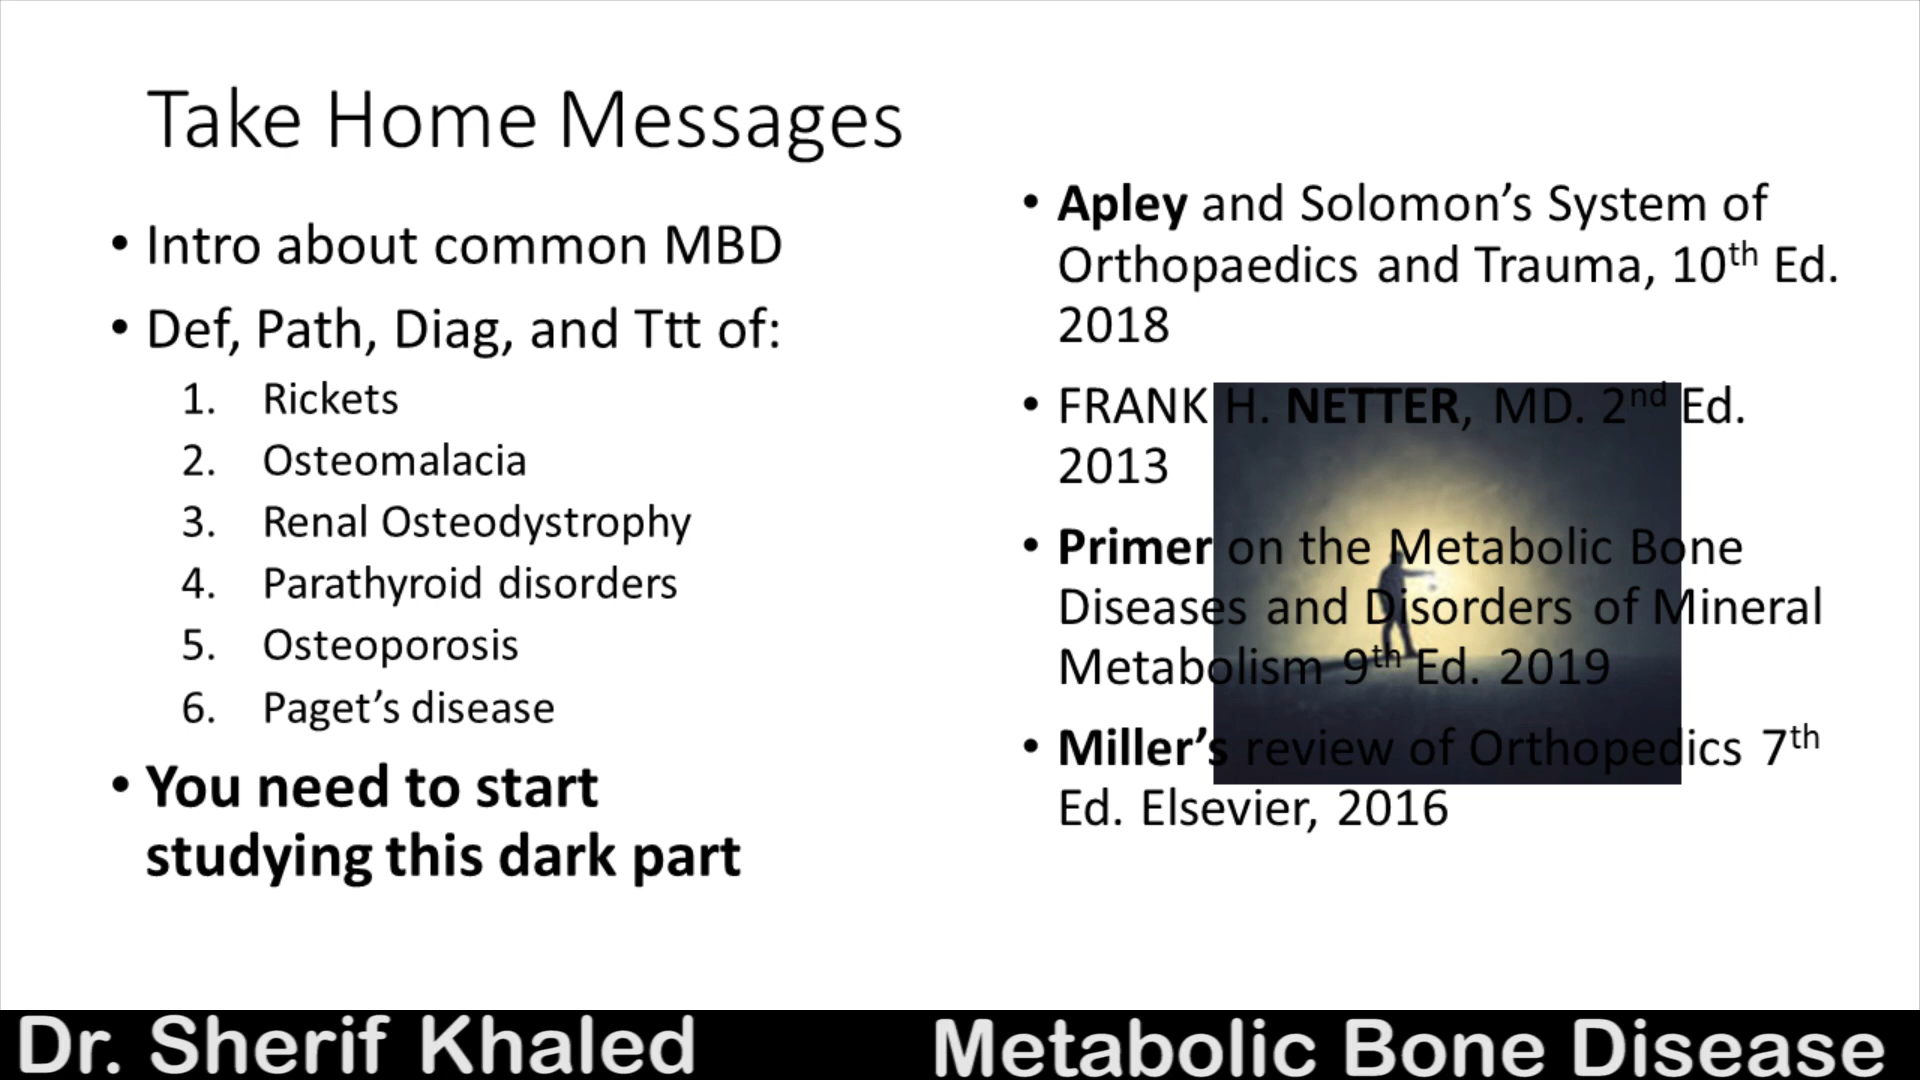 Take Home Messages
• Intro about common MBD
• Def, Path, Diag, and Ttt of:
1. Rickets
2. Osteomalacia
3. Renal Osteodystrophy
4. Parathyroid disorders
5. Osteoporosis
6. Paget’s disease
• You need to start
studying this dark part
• Apley and Solomon’s System of
Orthopaedics and Trauma, 10th Ed.
2018
• FRANK H. NETTER, MD. 2nd Ed.
2013
• Primer on the Metabolic Bone
Diseases and Disorders of Mineral
Metabolism 9th Ed. 2019
• Miller’s review of Orthopedics 7th
Ed. Elsevier, 2016
Dr. Sherif Khaled
Metabolic Bone Disease